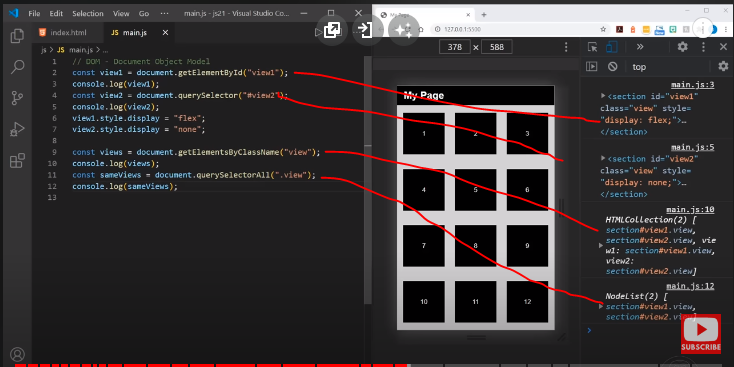 File Edit Selection View Go ... main.js - js21 - Visual Studio Co...
My Page
index.html
main.js
127.0.0.1:5500
js > JS main.js > ...
378 × 588
top
1 // DOM - Document Object Model
2 const view1 = document.getElementById("view1");
3 console.log(view1);
4 const view2 = document.querySelector("#view2");
5 console.log(view2);
6 view1.style.display = "flex";
7 view2.style.display = "none";
8
9 const views = document.getElementsByClassName("view");
10 console.log(views);
11 const sameViews = document.querySelectorAll(".view");
12 console.log(sameViews);
13
My Page
1 2 3
4 5 6
7 8 9
10 11 12
main.js:3
<section id="view1"
class="view" style=
"display: flex;">…
</section>
main.js:5
<section id="view2"
class="view" style=
"display: none;">…
</section>
main.js:10
HTMLCollection(2) [
section#view1.view,
section#view2.view, vie
w1: section#view1.view,
view2:
section#view2.view]
main.js:12
NodeList(2) [
section#view1.view,
section#view2.view]
SUBSCRIBE